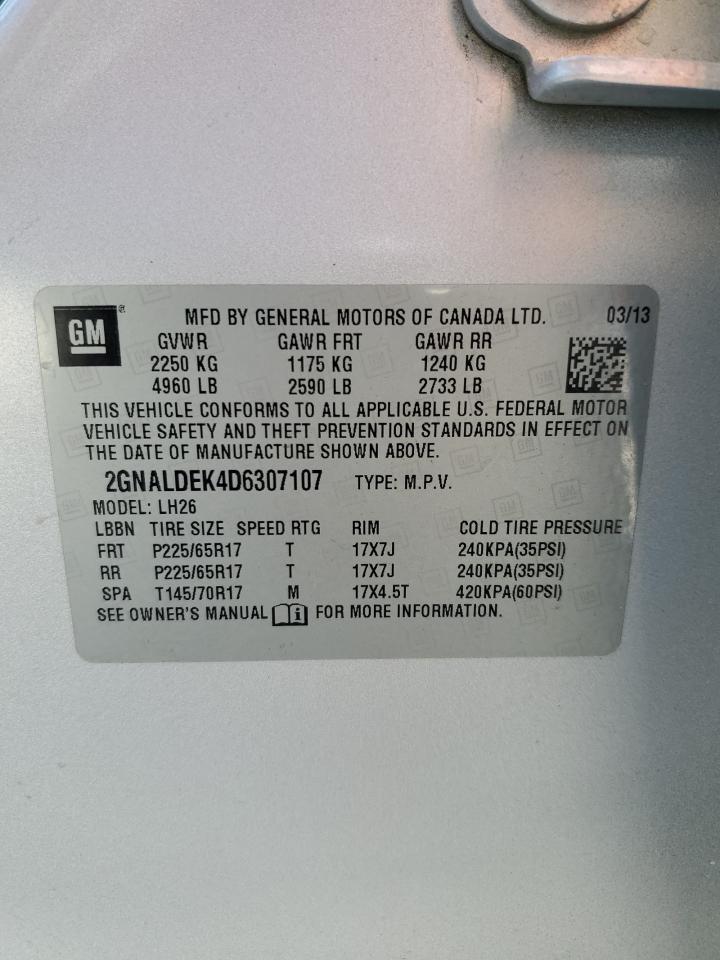 GM ® MFD BY GENERAL MOTORS OF CANADA LTD. 03/13
GVWR GAWR FRT GAWR RR
2250 KG 1175 KG 1240 KG
4960 LB 2590 LB 2733 LB
THIS VEHICLE CONFORMS TO ALL APPLICABLE U.S. FEDERAL MOTOR
VEHICLE SAFETY AND THEFT PREVENTION STANDARDS IN EFFECT ON
THE DATE OF MANUFACTURE SHOWN ABOVE.
2GNALDEK4D6307107 TYPE: M.P.V.
MODEL: LH26
LBBN TIRE SIZE SPEED RTG RIM COLD TIRE PRESSURE
FRT P225/65R17 T 17X7J 240KPA(35PSI)
RR P225/65R17 T 17X7J 240KPA(35PSI)
SPA T145/70R17 M 17X4.5T 420KPA(60PSI)
SEE OWNER'S MANUAL i FOR MORE INFORMATION.